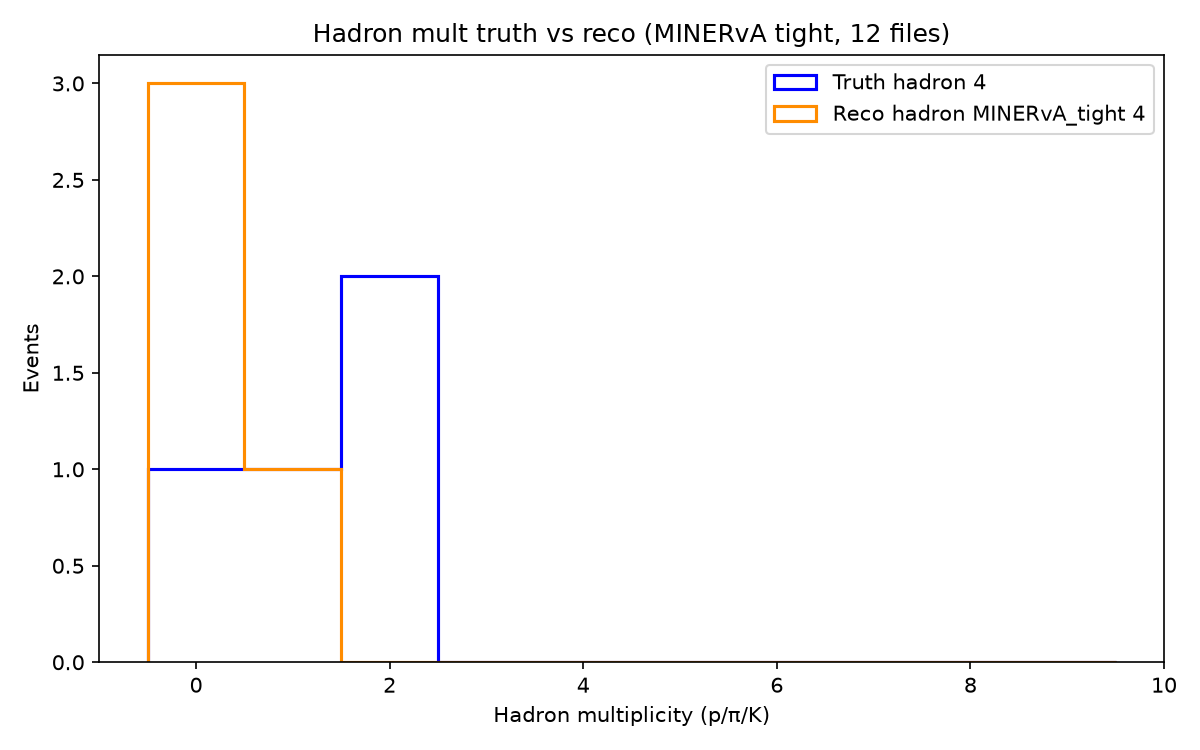 Hadron mult truth vs reco (MINERvA tight, 12 files)
Truth hadron 4
Reco hadron MINERvA_tight 4
3.0
2.5
2.0
1.5
1.0
0.5
0.0
Events
0 2 4 6 8 10
Hadron multiplicity (p/π/K)